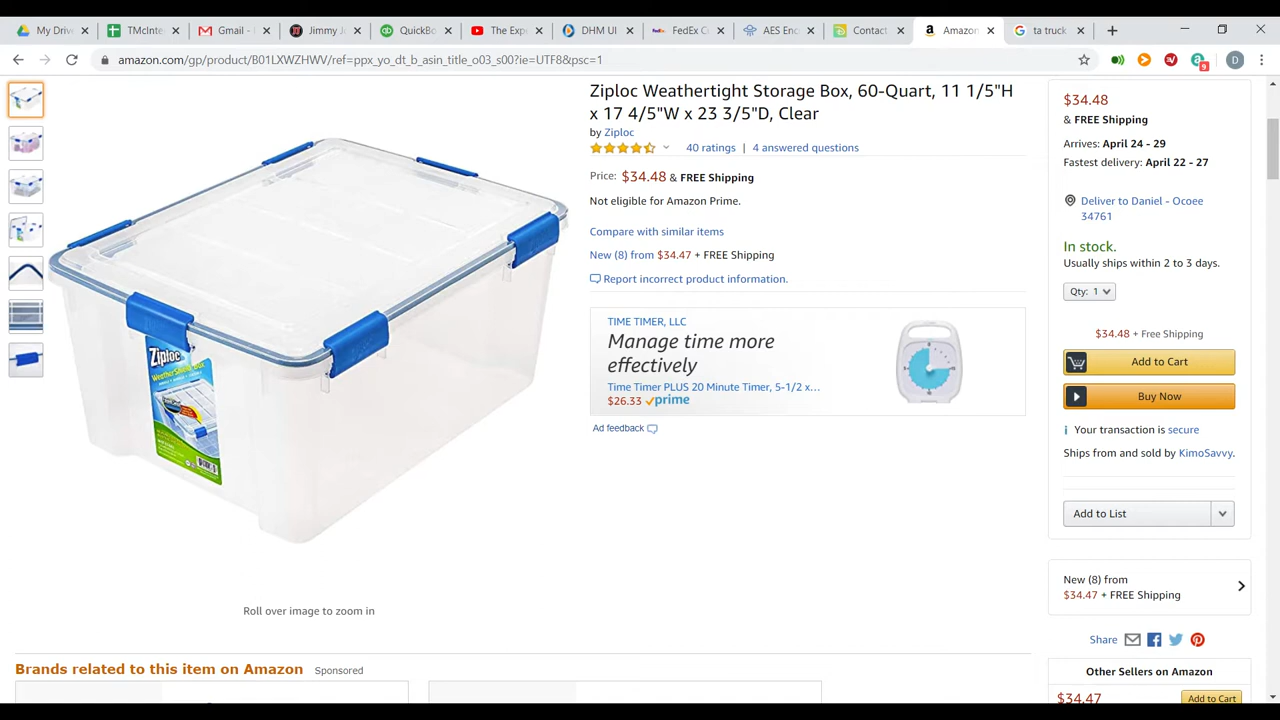 My Drive
TMcInte
Gmail - I
Jimmy Jo
QuickBo
The Expl
DHM UI
FedEx Cu
AES Enc
Contact
Amazon
ta truck
amazon.com/gp/product/B01LXWZHWV/ref=ppx_yo_dt_b_asin_title_o03_s00?ie=UTF8&psc=1
D
9
Ziploc Weathertight Storage Box, 60-Quart, 11 1/5"H
x 17 4/5"W x 23 3/5"D, Clear
by Ziploc
40 ratings | 4 answered questions
Price: $34.48 & FREE Shipping
Not eligible for Amazon Prime.
Compare with similar items
New (8) from $34.47 + FREE Shipping
Report incorrect product information.
TIME TIMER, LLC
Manage time more
effectively
Time Timer PLUS 20 Minute Timer, 5-1/2 x…
$26.33 prime
Ad feedback
Ziploc
WeatherShield Box
Roll over image to zoom in
Brands related to this item on Amazon Sponsored
$34.48
& FREE Shipping
Arrives: April 24 - 29
Fastest delivery: April 22 - 27
Deliver to Daniel - Ocoee
34761
In stock.
Usually ships within 2 to 3 days.
Qty: 1
$34.48 + Free Shipping
Add to Cart
Buy Now
Your transaction is secure
Ships from and sold by KimoSavvy.
Add to List
New (8) from
$34.47 + FREE Shipping
Share
Other Sellers on Amazon
$34.47 Add to Cart